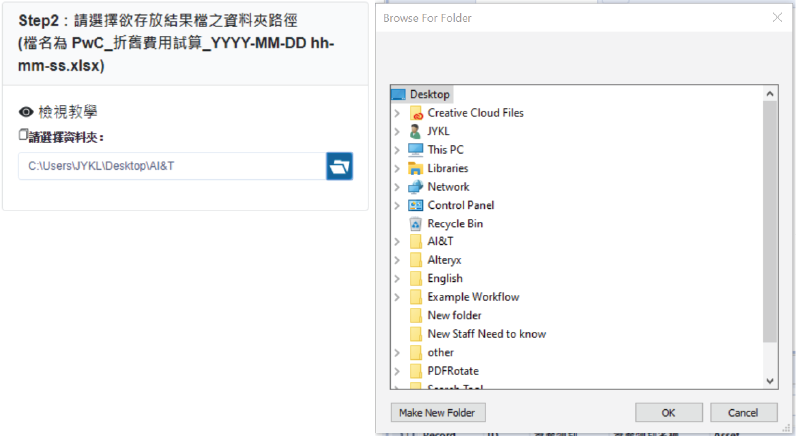 Step2：請選擇欲存放結果檔之資料夾路徑
(檔名為 PwC_折舊費用試算_YYYY-MM-DD hh-
mm-ss.xlsx)
檢視教學
請選擇資料夾：
C:\Users\JYKL\Desktop\AI&T
Browse For Folder
Desktop
Creative Cloud Files
JYKL
This PC
Libraries
Network
Control Panel
Recycle Bin
AI&T
Alteryx
English
Example Workflow
New folder
New Staff Need to know
other
PDFRotate
Search Tool
Make New Folder
OK
Cancel